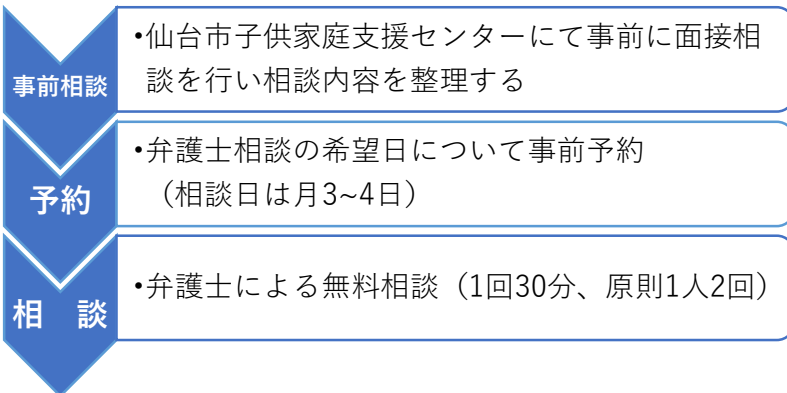 事前相談
•仙台市子供家庭支援センターにて事前に面接相
談を行い相談内容を整理する
予約
•弁護士相談の希望日について事前予約
（相談日は月3~4日）
相　談
•弁護士による無料相談（1回30分、原則1人2回）